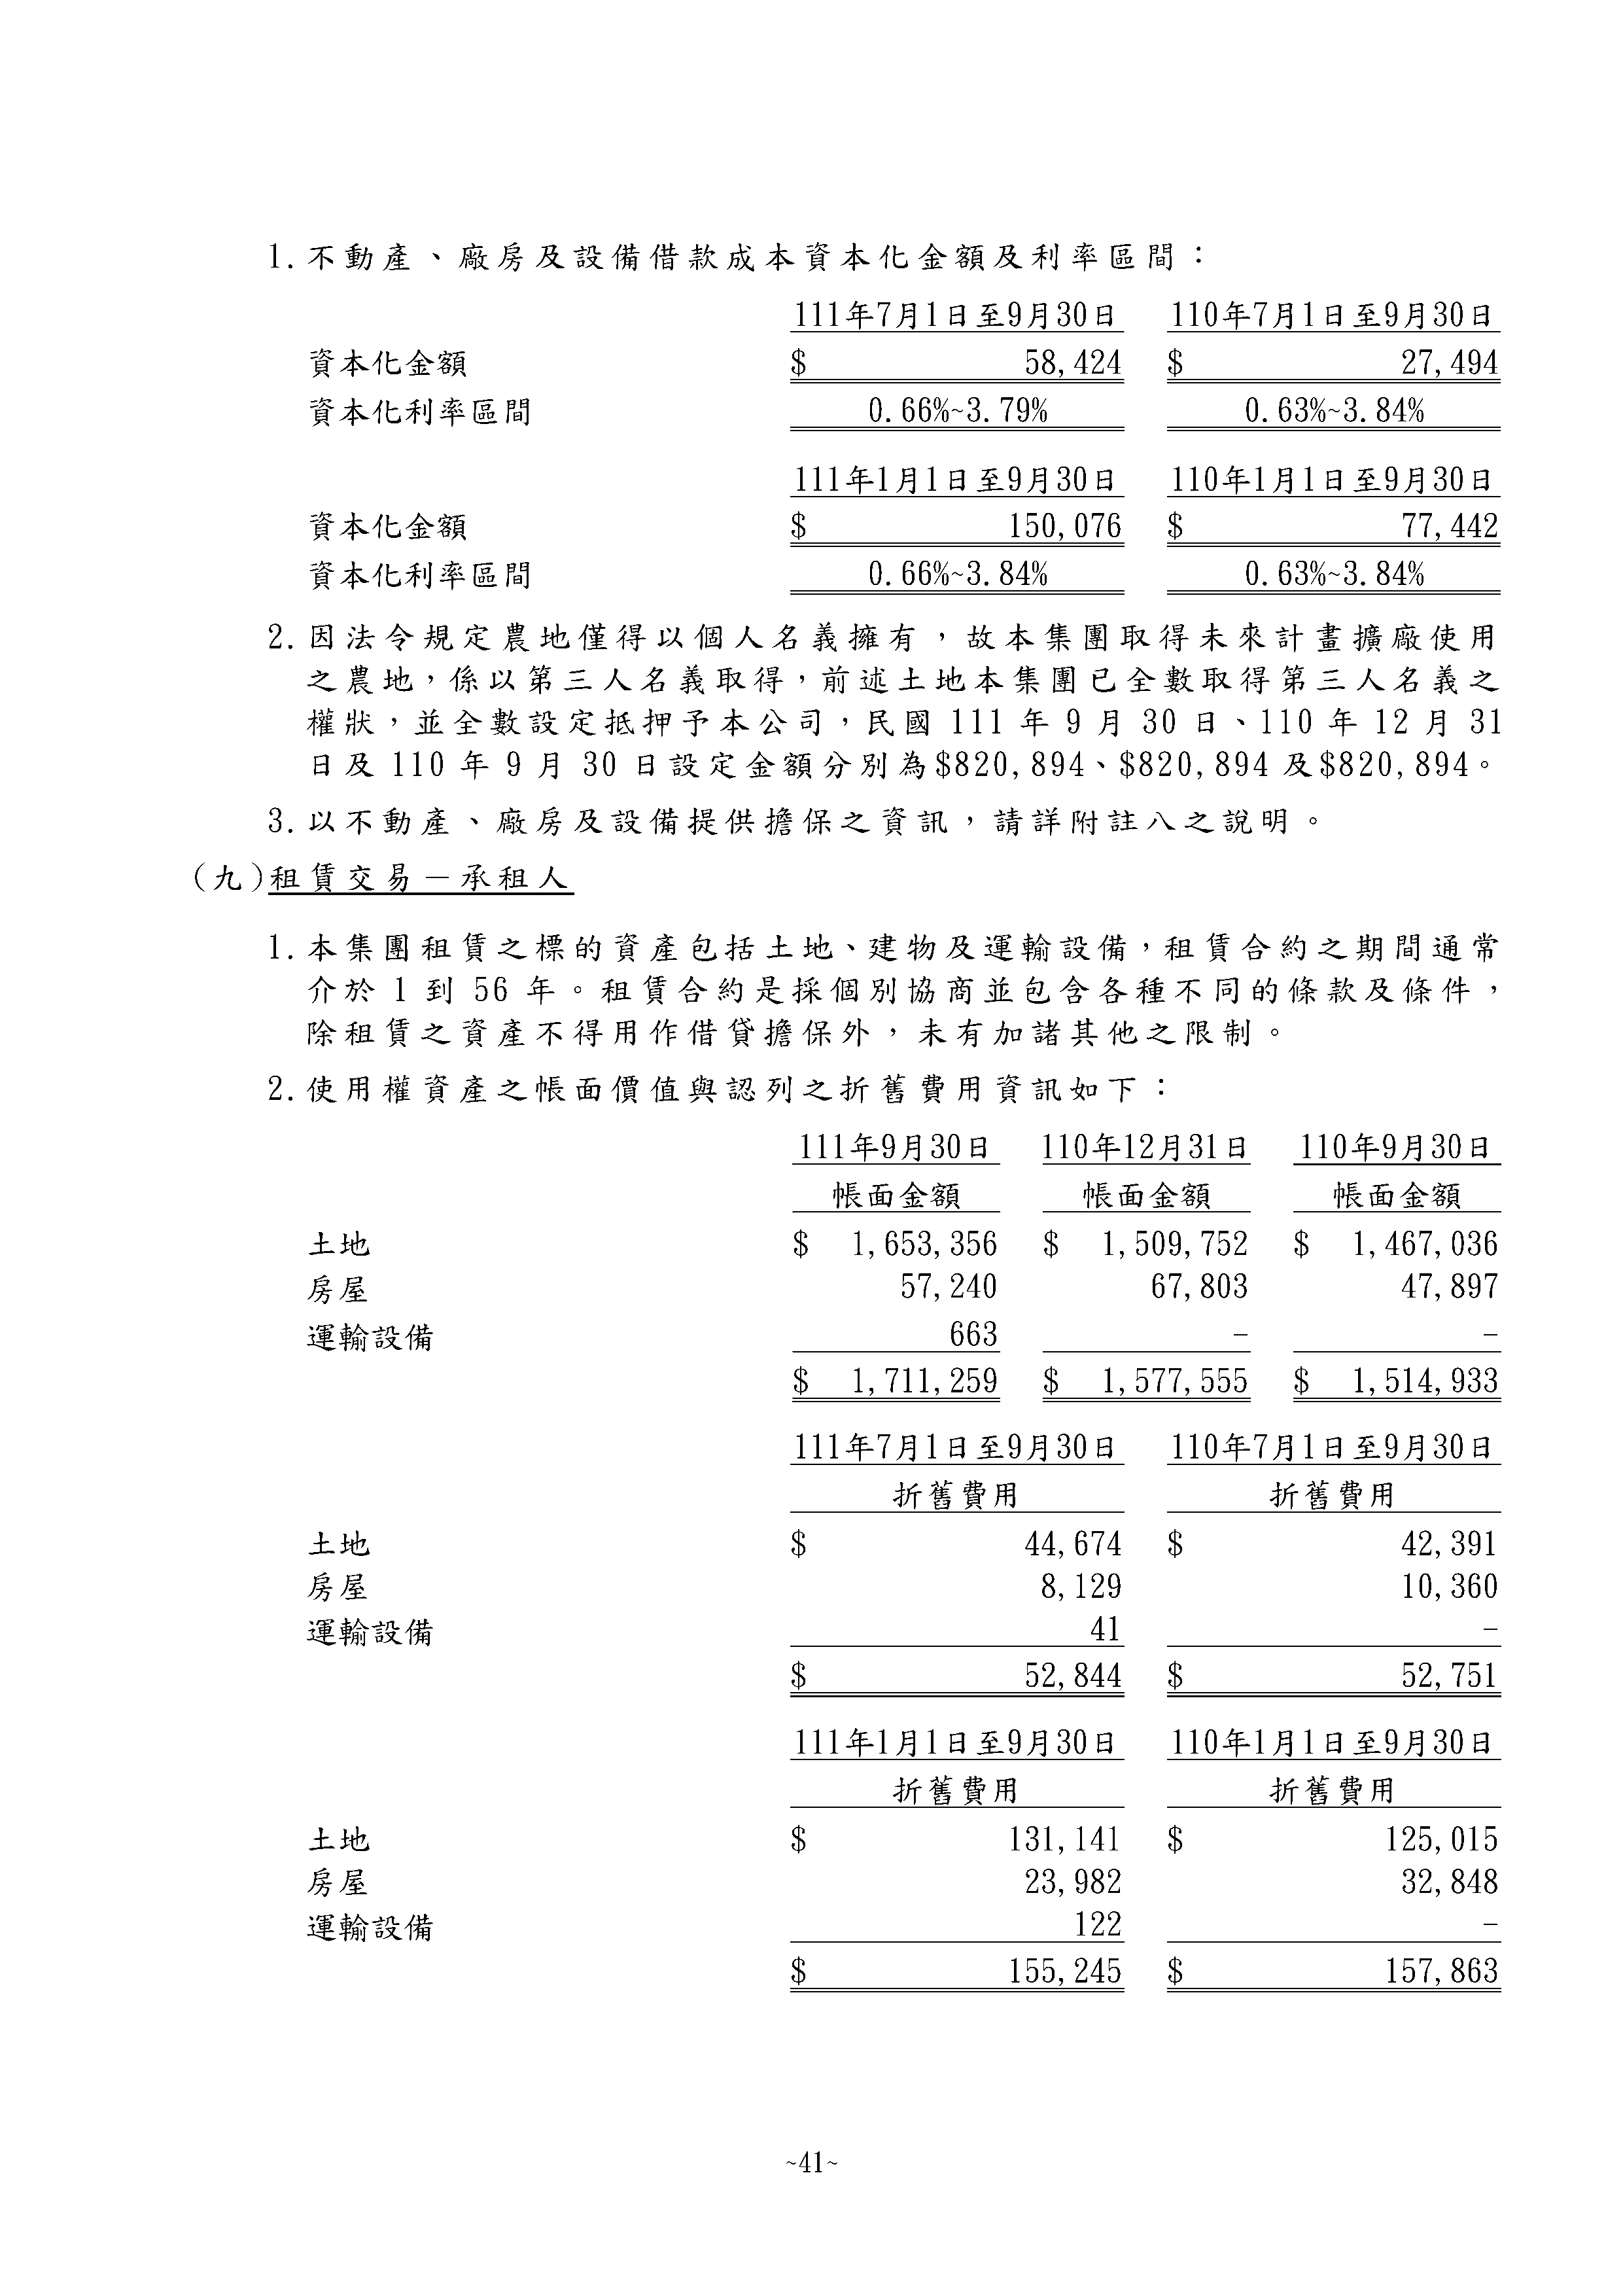 1.不動產、廠房及設備借款成本資本化金額及利率區間：
111年7月1日至9月30日 110年7月1日至9月30日
資本化金額 $ 58,424 $ 27,494
資本化利率區間 0.66%~3.79% 0.63%~3.84%
111年1月1日至9月30日 110年1月1日至9月30日
資本化金額 $ 150,076 $ 77,442
資本化利率區間 0.66%~3.84% 0.63%~3.84%
2.因法令規定農地僅得以個人名義擁有，故本集團取得未來計畫擴廠使用
之農地，係以第三人名義取得，前述土地本集團已全數取得第三人名義之
權狀，並全數設定抵押予本公司，民國 111 年 9 月 30 日、110 年 12 月 31
日及 110 年 9 月 30 日設定金額分別為$820,894、$820,894 及$820,894。
3.以不動產、廠房及設備提供擔保之資訊，請詳附註八之說明。
(九)租賃交易－承租人
1.本集團租賃之標的資產包括土地、建物及運輸設備，租賃合約之期間通常
介於 1 到 56 年。租賃合約是採個別協商並包含各種不同的條款及條件，
除租賃之資產不得用作借貸擔保外，未有加諸其他之限制。
2.使用權資產之帳面價值與認列之折舊費用資訊如下：
111年9月30日 110年12月31日 110年9月30日
帳面金額 帳面金額 帳面金額
土地 $ 1,653,356 $ 1,509,752 $ 1,467,036
房屋 57,240 67,803 47,897
運輸設備 663 - -
$ 1,711,259 $ 1,577,555 $ 1,514,933
111年7月1日至9月30日 110年7月1日至9月30日
折舊費用 折舊費用
土地 $ 44,674 $ 42,391
房屋 8,129 10,360
運輸設備 41 -
$ 52,844 $ 52,751
111年1月1日至9月30日 110年1月1日至9月30日
折舊費用 折舊費用
土地 $ 131,141 $ 125,015
房屋 23,982 32,848
運輸設備 122 -
$ 155,245 $ 157,863
~41~